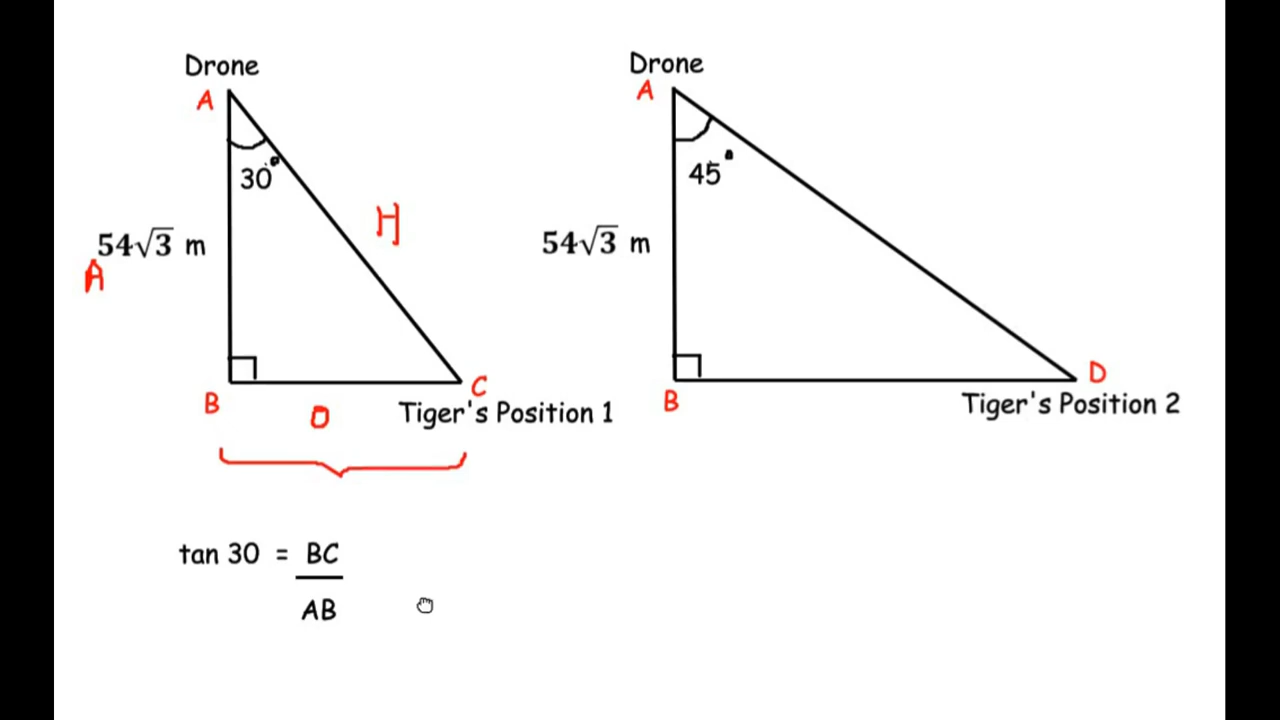 Drone
A
30°
54√3 m
A
H
B
O
C
Tiger's Position 1
tan 30 = BC
AB
Drone
A
45°
54√3 m
B
D
Tiger's Position 2